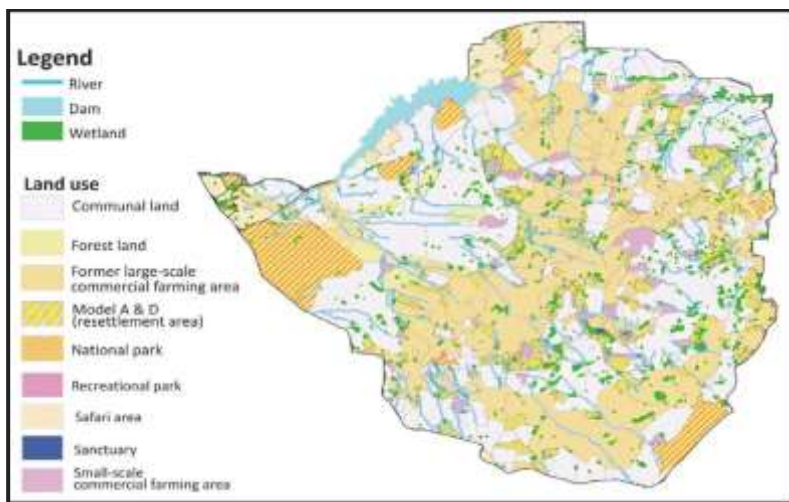 Legend
River
Dam
Wetland
Land use
Communal land
Forest land
Former large-scale
commercial farming area
Model A & D
(resettlement area)
National park
Recreational park
Safari area
Sanctuary
Small-scale
commercial farming area